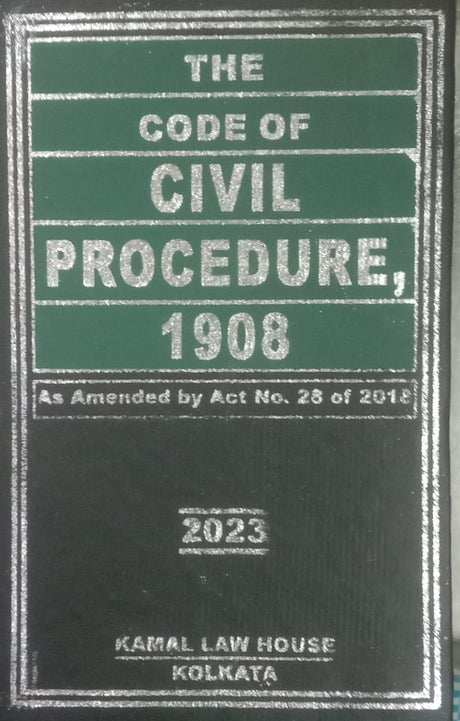 THE
CODE OF
CIVIL
PROCEDURE,
1908
As Amended by Act No. 28 of 2018
2023
KAMAL LAW HOUSE
KOLKATA